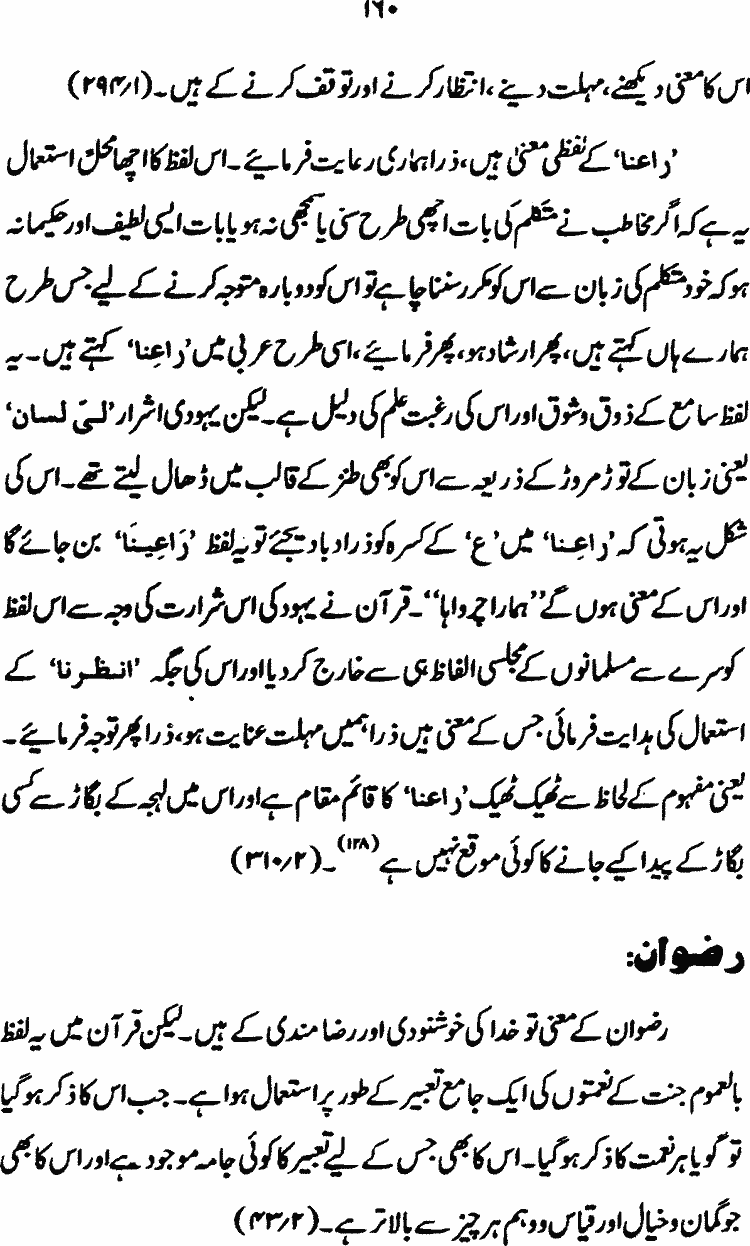 ۱۶۰
اس کا معنی دیکھنے، مہلت دینے، انتظار کرنے اور توقف کرنے کے ہیں۔(۲۹۴/۱)
’راعنا‘ کے لفظی معنیٰ ہیں، ذرا ہماری رعایت فرمایئے۔ اس لفظ کا اچھا محل استعمال
یہ ہے کہ اگر مخاطب نے متکلم کی بات اچھی طرح سنی یا سمجھی نہ ہو یا بات ایسی لطیف اور حکیمانہ
ہو کہ خود متکلم کی زبان سے اس کو مکرر سننا چاہے تو اس کو دوبارہ متوجہ کرنے کے لیے جس طرح
ہمارے ہاں کہتے ہیں، پھر ارشاد ہو، پھر فرمایئے، اسی طرح عربی میں ’راعِنا‘ کہتے ہیں۔ یہ
لفظ سامع کے ذوق وشوق اور اس کی رغبت علم کی دلیل ہے۔ لیکن یہودی اشرار ’لیّ لسان‘
یعنی زبان کے توڑ مروڑ کے ذریعہ سے اس کو بھی طنز کے قالب میں ڈھال لیتے تھے۔ اس کی
شکل یہ ہوتی کہ ’راعِنا‘ میں ’ع‘ کے کسرہ کو ذرا دبا دیجئے تو یہ لفظ ’رَاعِینَا‘ بن جائے گا
اور اس کے معنی ہوں گے ’’ہمارا چرواہا‘‘۔ قرآن نے یہود کی اس شرارت کی وجہ سے اس لفظ
کو سرے سے مسلمانوں کے مجلسی الفاظ ہی سے خارج کردیا اور اس کی جگہ ’انظرنا‘ کے
استعمال کی ہدایت فرمائی جس کے معنی ہیں ذرا ہمیں مہلت عنایت ہو، ذرا پھر توجہ فرمایئے۔
یعنی مفہوم کے لحاظ سے ٹھیک ٹھیک ’راعنا‘ کا قائم مقام ہے اور اس میں لہجہ کے بگاڑ سے کسی
بگاڑ کے پیدا کیے جانے کا کوئی موقع نہیں ہے(۱۳۸)۔(۳۱۰/۲)
رضوان:
رضوان کے معنی تو خدا کی خوشنودی اور رضا مندی کے ہیں۔ لیکن قرآن میں یہ لفظ
بالعموم جنت کے نعمتوں کی ایک جامع تعبیر کے طور پر استعمال ہوا ہے۔ جب اس کا ذکر ہوگیا
تو گویا ہر نعمت کا ذکر ہوگیا۔ اس کا بھی جس کے لیے تعبیر کا کوئی جامہ موجود ہے اور اس کا بھی
جو گمان وخیال اور قیاس ووہم ہر چیز سے بالاتر ہے۔(۴۳/۲)